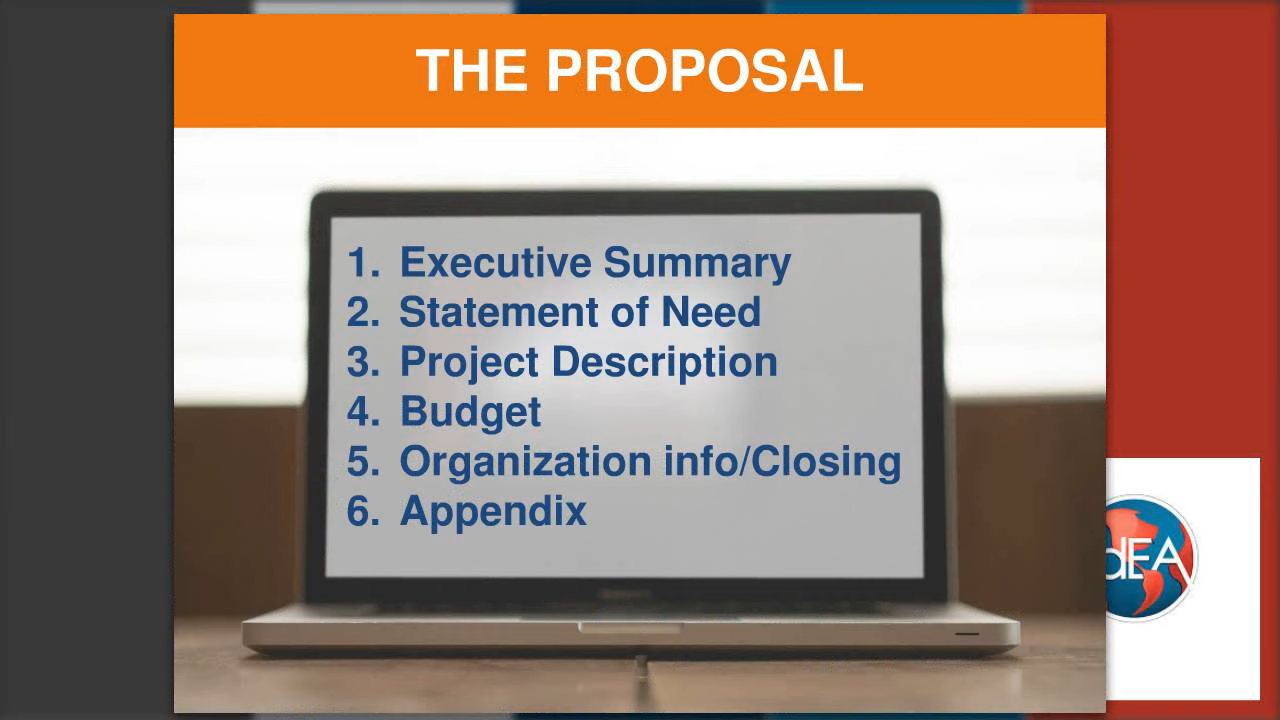 THE PROPOSAL
1. Executive Summary
2. Statement of Need
3. Project Description
4. Budget
5. Organization info/Closing
6. Appendix
dEA